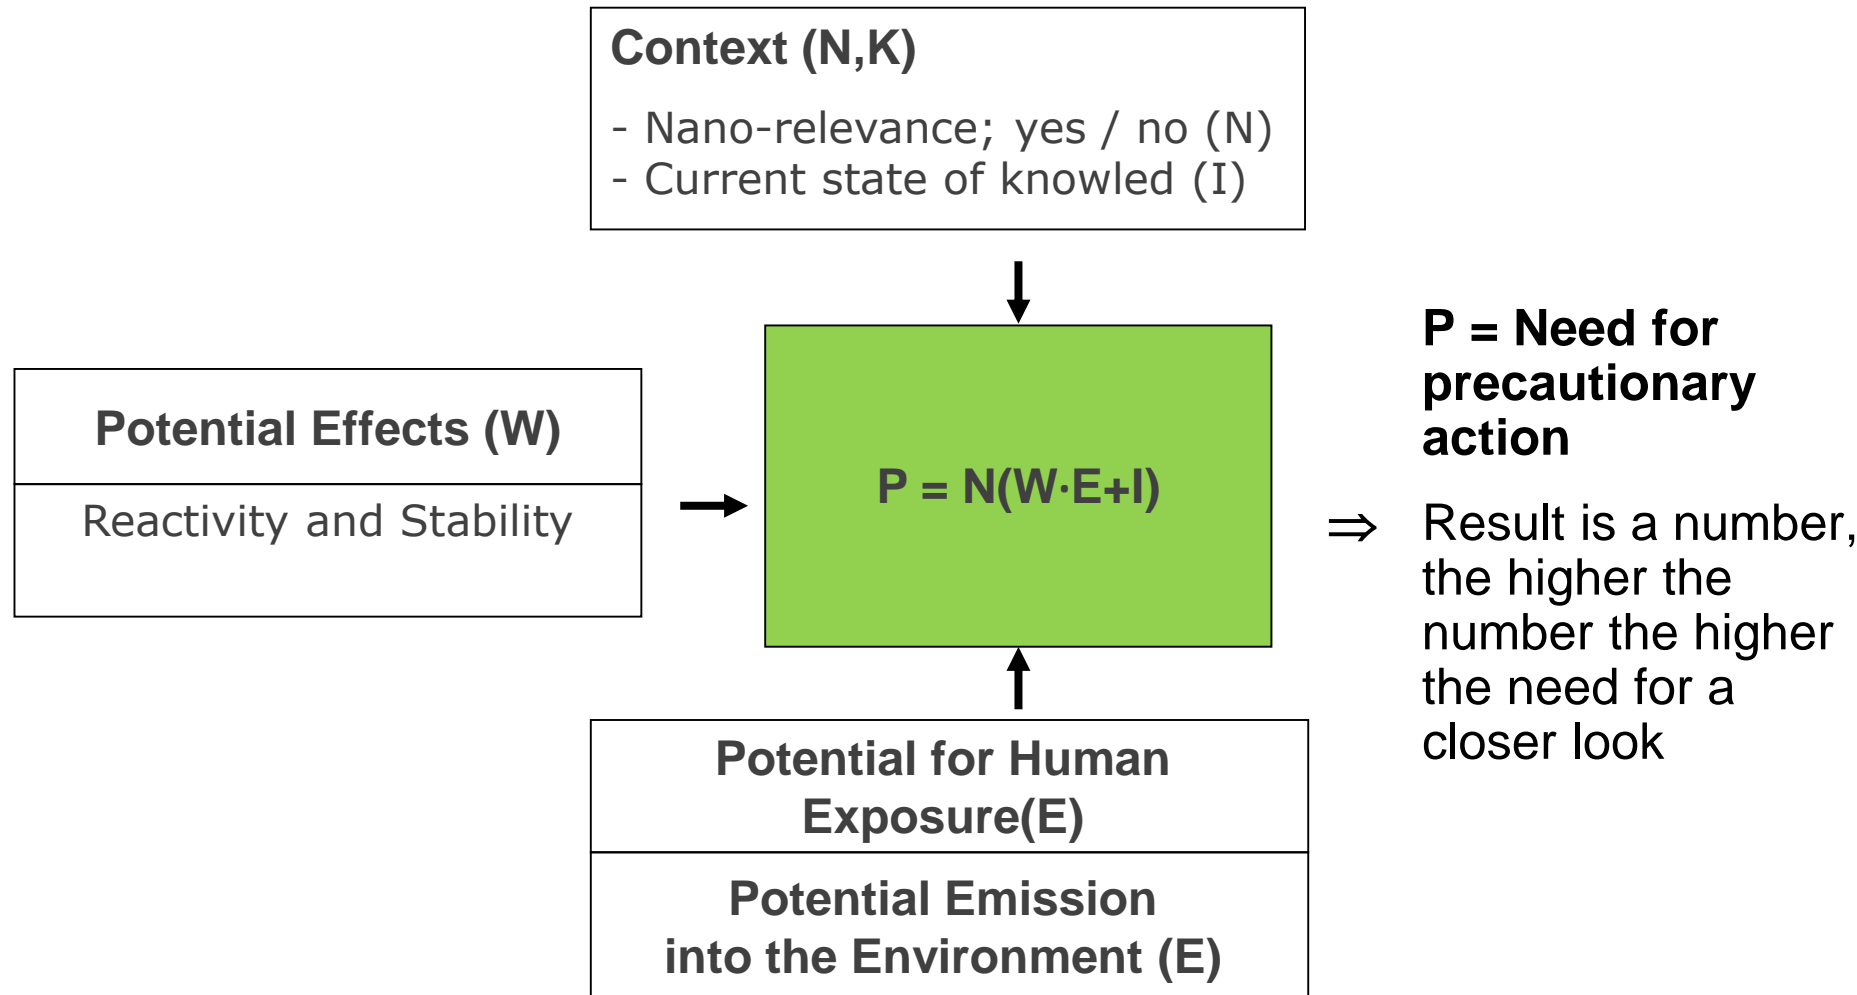 Context (N,K)
- Nano-relevance; yes / no (N)
- Current state of knowled (I)
Potential Effects (W)
Reactivity and Stability
P = N(W·E+I)
P = Need for
precautionary
action
⇒ Result is a number,
the higher the
number the higher
the need for a
closer look
Potential for Human
Exposure(E)
Potential Emission
into the Environment (E)